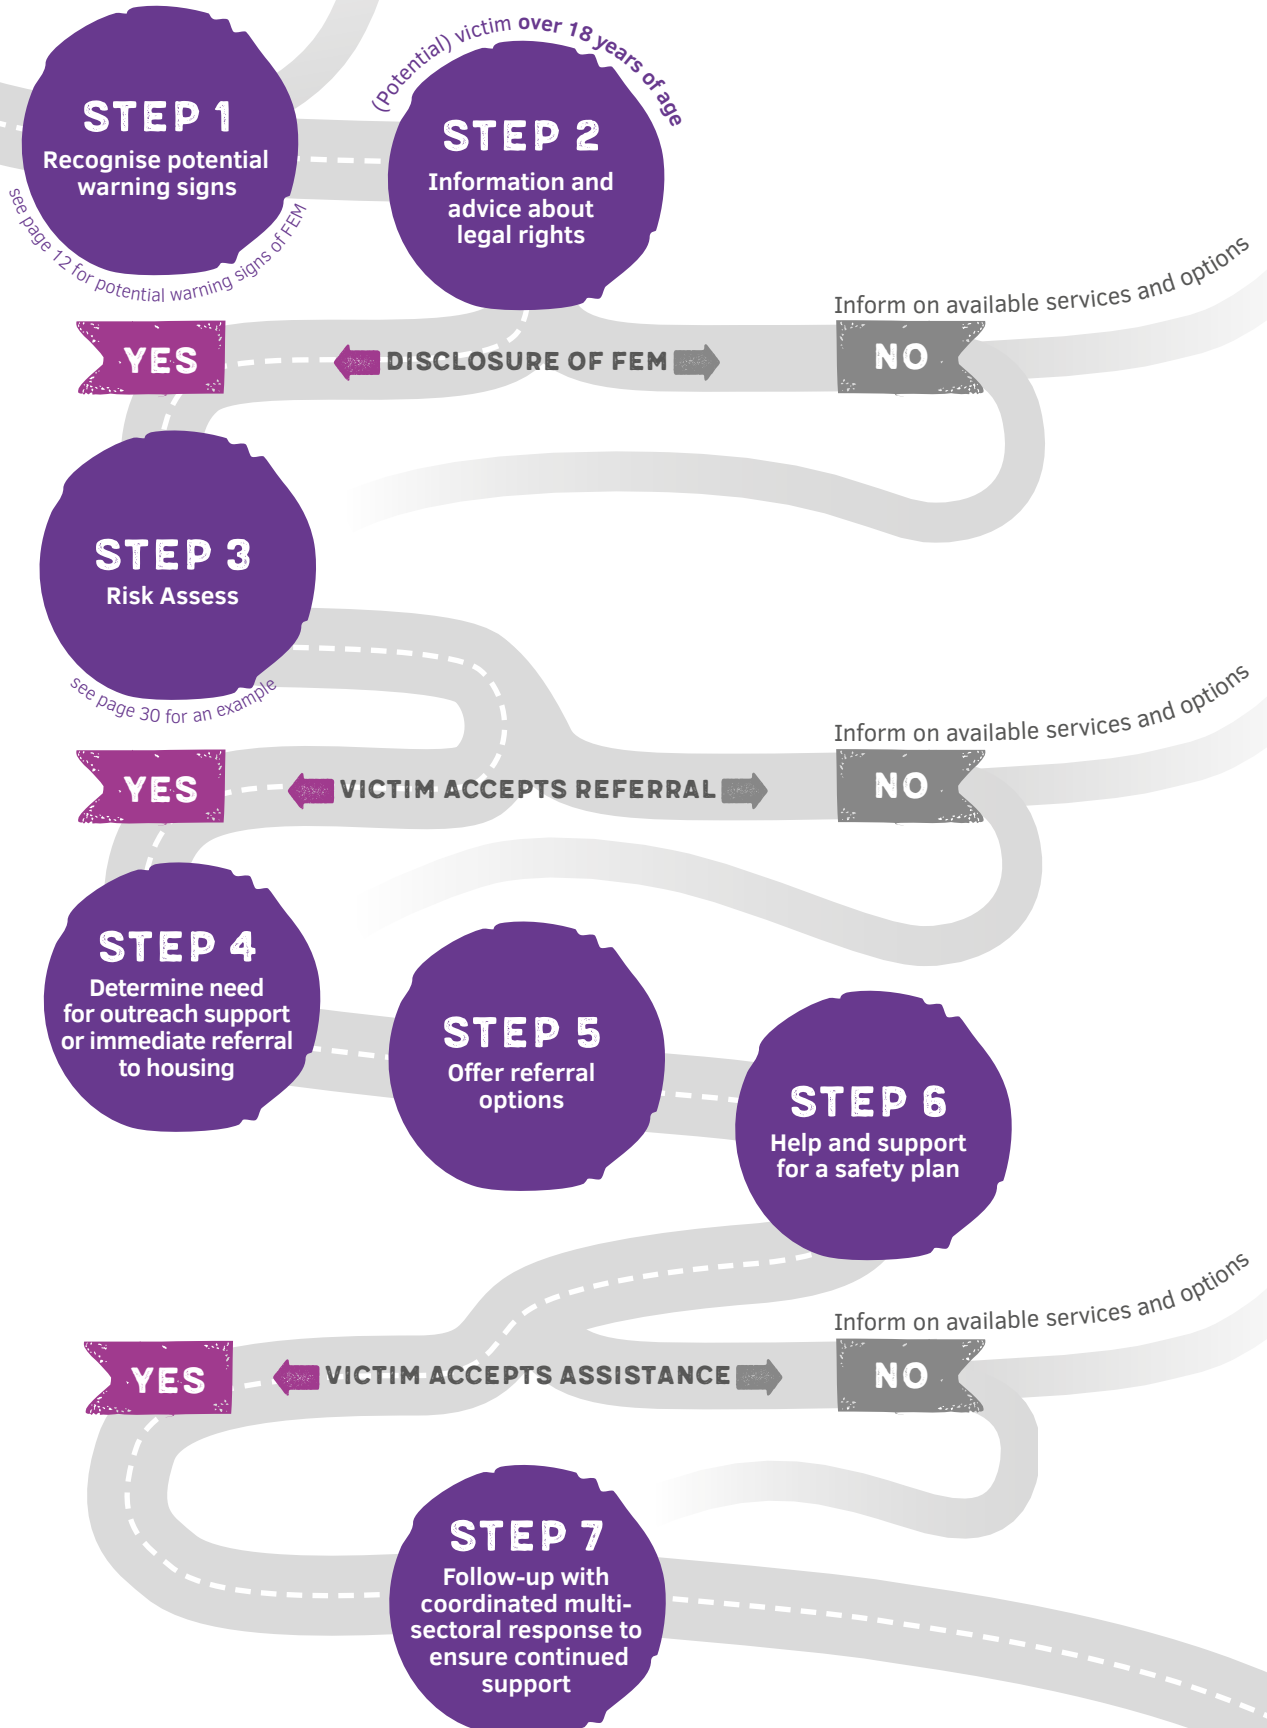 STEP 1
Recognise potential
warning signs
see page 12 for potential warning signs of FEM
(Potential) victim over 18 years of age
STEP 2
Information and
advice about
legal rights
YES
DISCLOSURE OF FEM
NO
Inform on available services and options
STEP 3
Risk Assess
see page 30 for an example
YES
VICTIM ACCEPTS REFERRAL
NO
Inform on available services and options
STEP 4
Determine need
for outreach support
or immediate referral
to housing
STEP 5
Offer referral
options
STEP 6
Help and support
for a safety plan
YES
VICTIM ACCEPTS ASSISTANCE
NO
Inform on available services and options
STEP 7
Follow-up with
coordinated multi-
sectoral response to
ensure continued
support